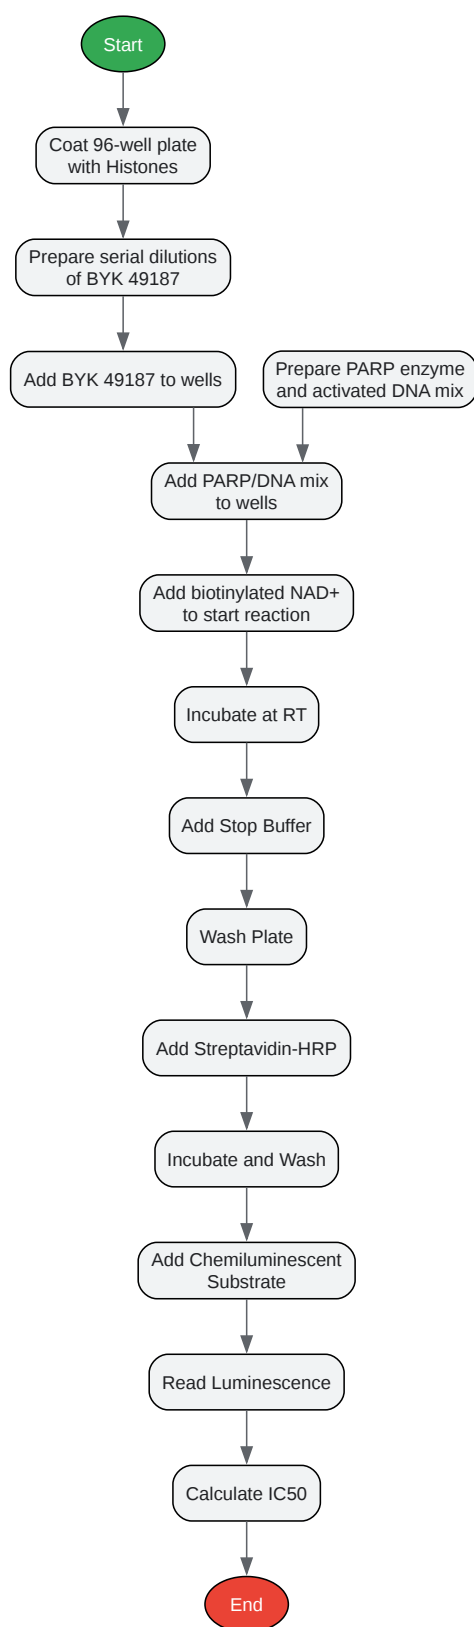 Start
Coat 96-well plate
with Histones
Prepare serial dilutions
of BYK 49187
Add BYK 49187 to wells
Prepare PARP enzyme
and activated DNA mix
Add PARP/DNA mix
to wells
Add biotinylated NAD+
to start reaction
Incubate at RT
Add Stop Buffer
Wash Plate
Add Streptavidin-HRP
Incubate and Wash
Add Chemiluminescent
Substrate
Read Luminescence
Calculate IC50
End